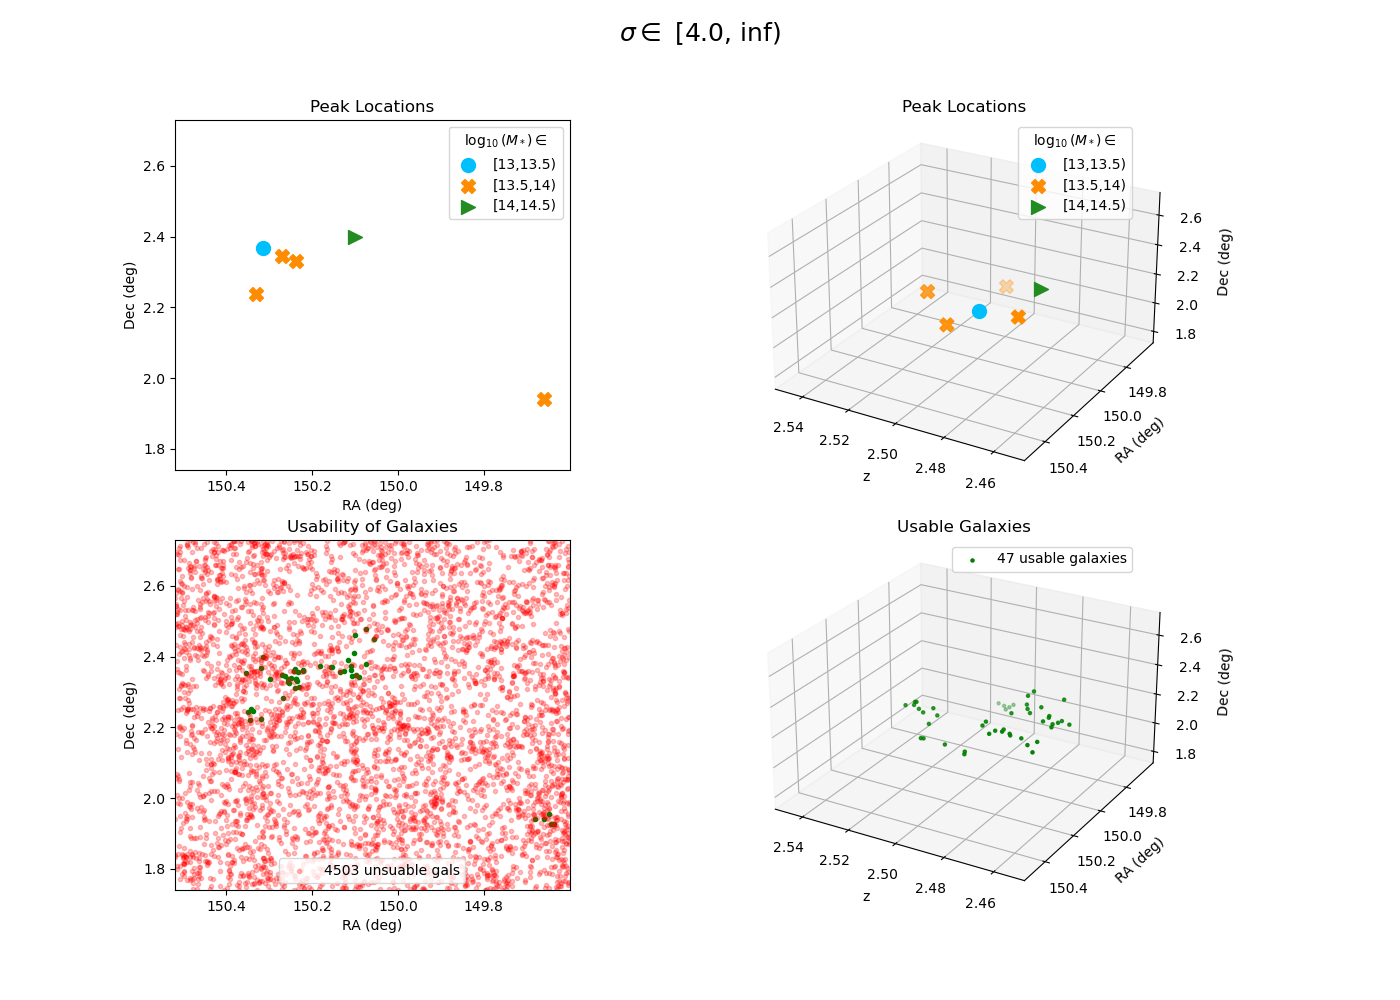 σ ∈ [4.0, inf)
Peak Locations
log₁₀(M*) ∈
[13,13.5)
[13.5,14)
[14,14.5)
2.6
2.4
2.2
2.0
1.8
Dec (deg)
150.4 150.2 150.0 149.8
RA (deg)
Peak Locations
log₁₀(M*) ∈
[13,13.5)
[13.5,14)
[14,14.5)
2.6
2.4
2.2
2.0
1.8
Dec (deg)
149.8
150.0
150.2
150.4
RA (deg)
2.54
2.52
2.50
2.48
2.46
z
Usability of Galaxies
2.6
2.4
2.2
2.0
1.8
Dec (deg)
4503 unsuable gals
150.4 150.2 150.0 149.8
RA (deg)
Usable Galaxies
47 usable galaxies
2.6
2.4
2.2
2.0
1.8
Dec (deg)
149.8
150.0
150.2
150.4
RA (deg)
2.54
2.52
2.50
2.48
2.46
z